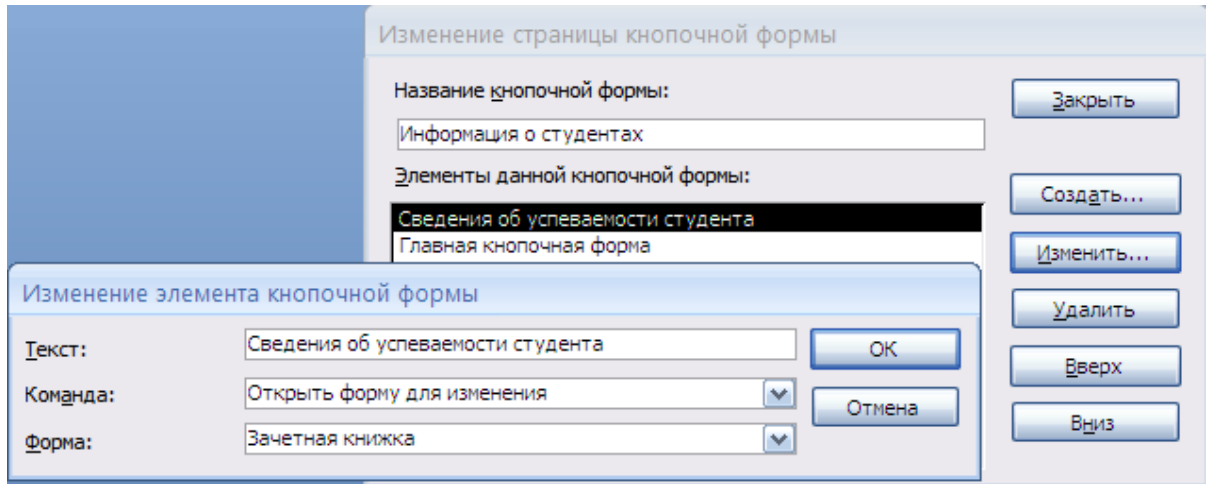 Изменение страницы кнопочной формы
Название кнопочной формы:
Закрыть
Информация о студентах
Элементы данной кнопочной формы:
Создать...
Сведения об успеваемости студента
Главная кнопочная форма
Изменить...
Изменение элемента кнопочной формы
Удалить
Текст:
Сведения об успеваемости студента
OK
Вверх
Команда:
Открыть форму для изменения
Отмена
Вниз
Форма:
Зачетная книжка